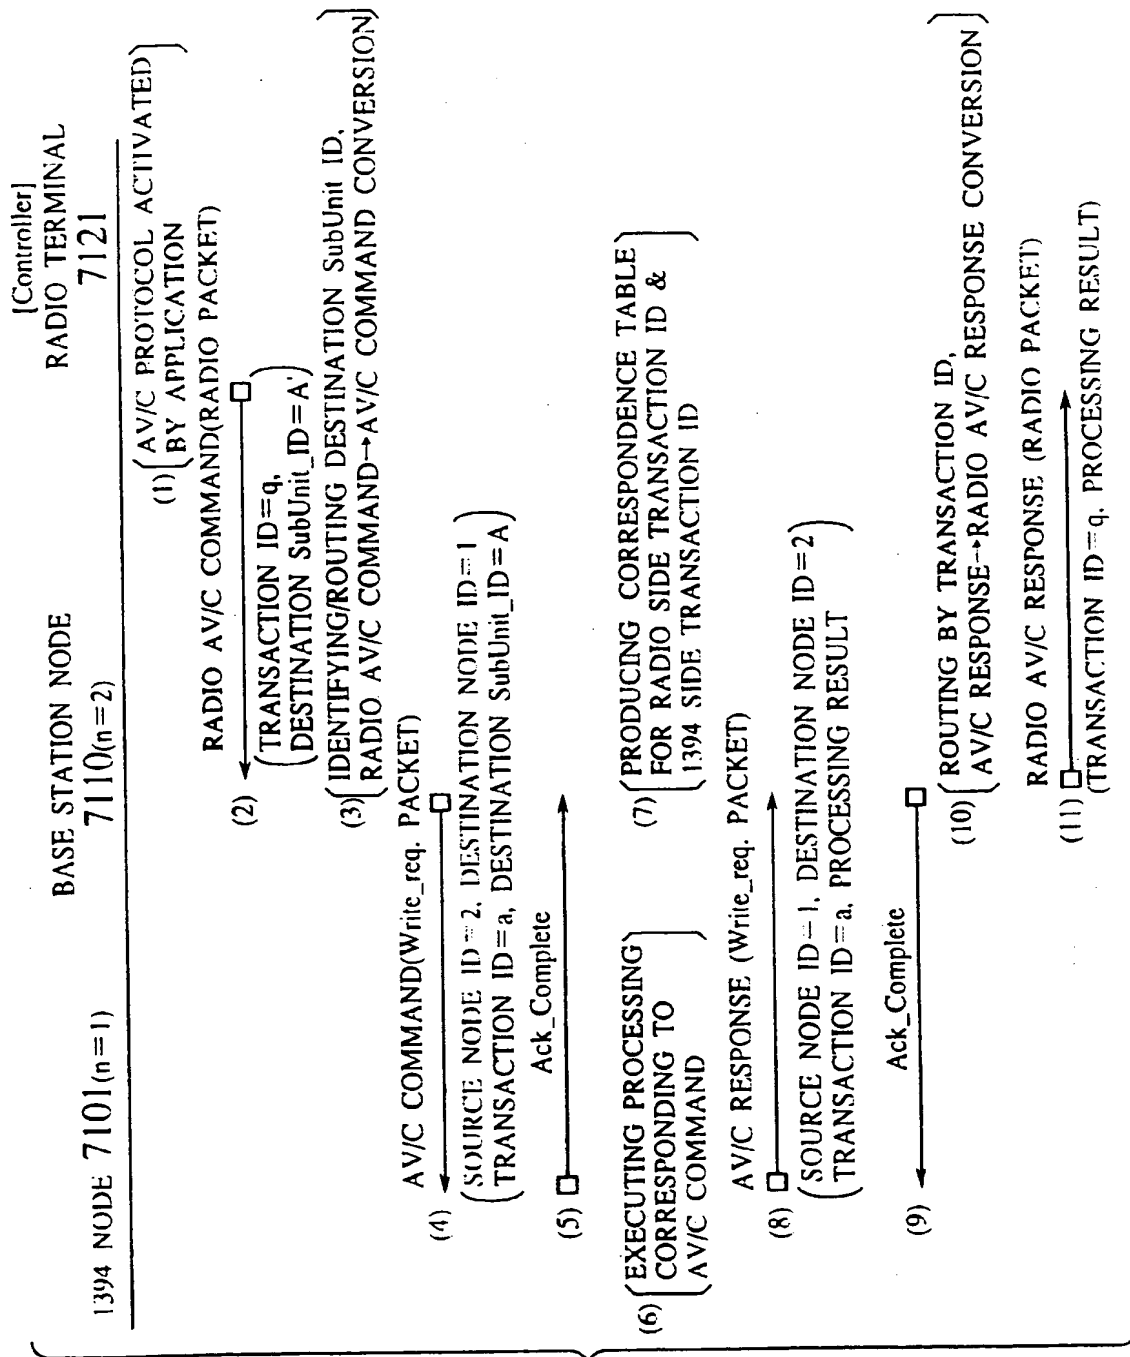 [Controller]
RADIO TERMINAL
7121
BASE STATION NODE
7110(n=2)
1394 NODE 7101(n=1)
(1) AV/C PROTOCOL ACTIVATED
BY APPLICATION
RADIO AV/C COMMAND(RADIO PACKET)
(2)
(TRANSACTION ID=q,
DESTINATION SubUnit_ID=A')
(3) IDENTIFYING/ROUTING DESTINATION SubUnit ID,
RADIO AV/C COMMAND→AV/C COMMAND CONVERSION
AV/C COMMAND(Write_req. PACKET)
(4)
(SOURCE NODE ID=2, DESTINATION NODE ID=1
TRANSACTION ID=a, DESTINATION SubUnit_ID=A)
Ack_Complete
(5)
(6) EXECUTING PROCESSING
CORRESPONDING TO
AV/C COMMAND
(7) PRODUCING CORRESPONDENCE TABLE
FOR RADIO SIDE TRANSACTION ID &
1394 SIDE TRANSACTION ID
AV/C RESPONSE (Write_req. PACKET)
(8)
(SOURCE NODE ID=1, DESTINATION NODE ID=2
TRANSACTION ID=a, PROCESSING RESULT)
Ack_Complete
(9)
(10) ROUTING BY TRANSACTION ID,
AV/C RESPONSE→RADIO AV/C RESPONSE CONVERSION
RADIO AV/C RESPONSE (RADIO PACKET)
(11)
(TRANSACTION ID=q, PROCESSING RESULT)